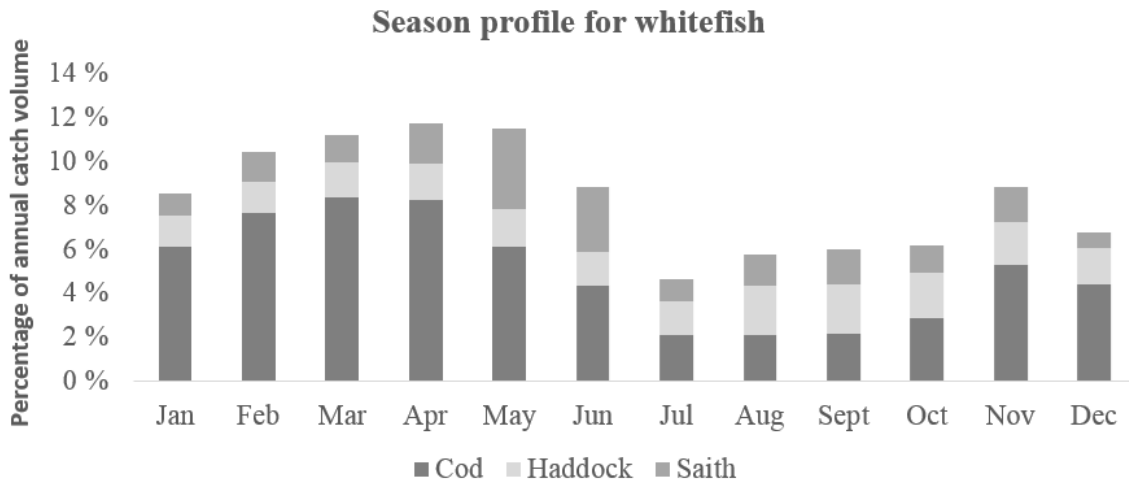 Season profile for whitefish
Percentage of annual catch volume
14 %
12 %
10 %
8 %
6 %
4 %
2 %
0 %
Jan Feb Mar Apr May Jun Jul Aug Sept Oct Nov Dec
Cod Haddock Saith